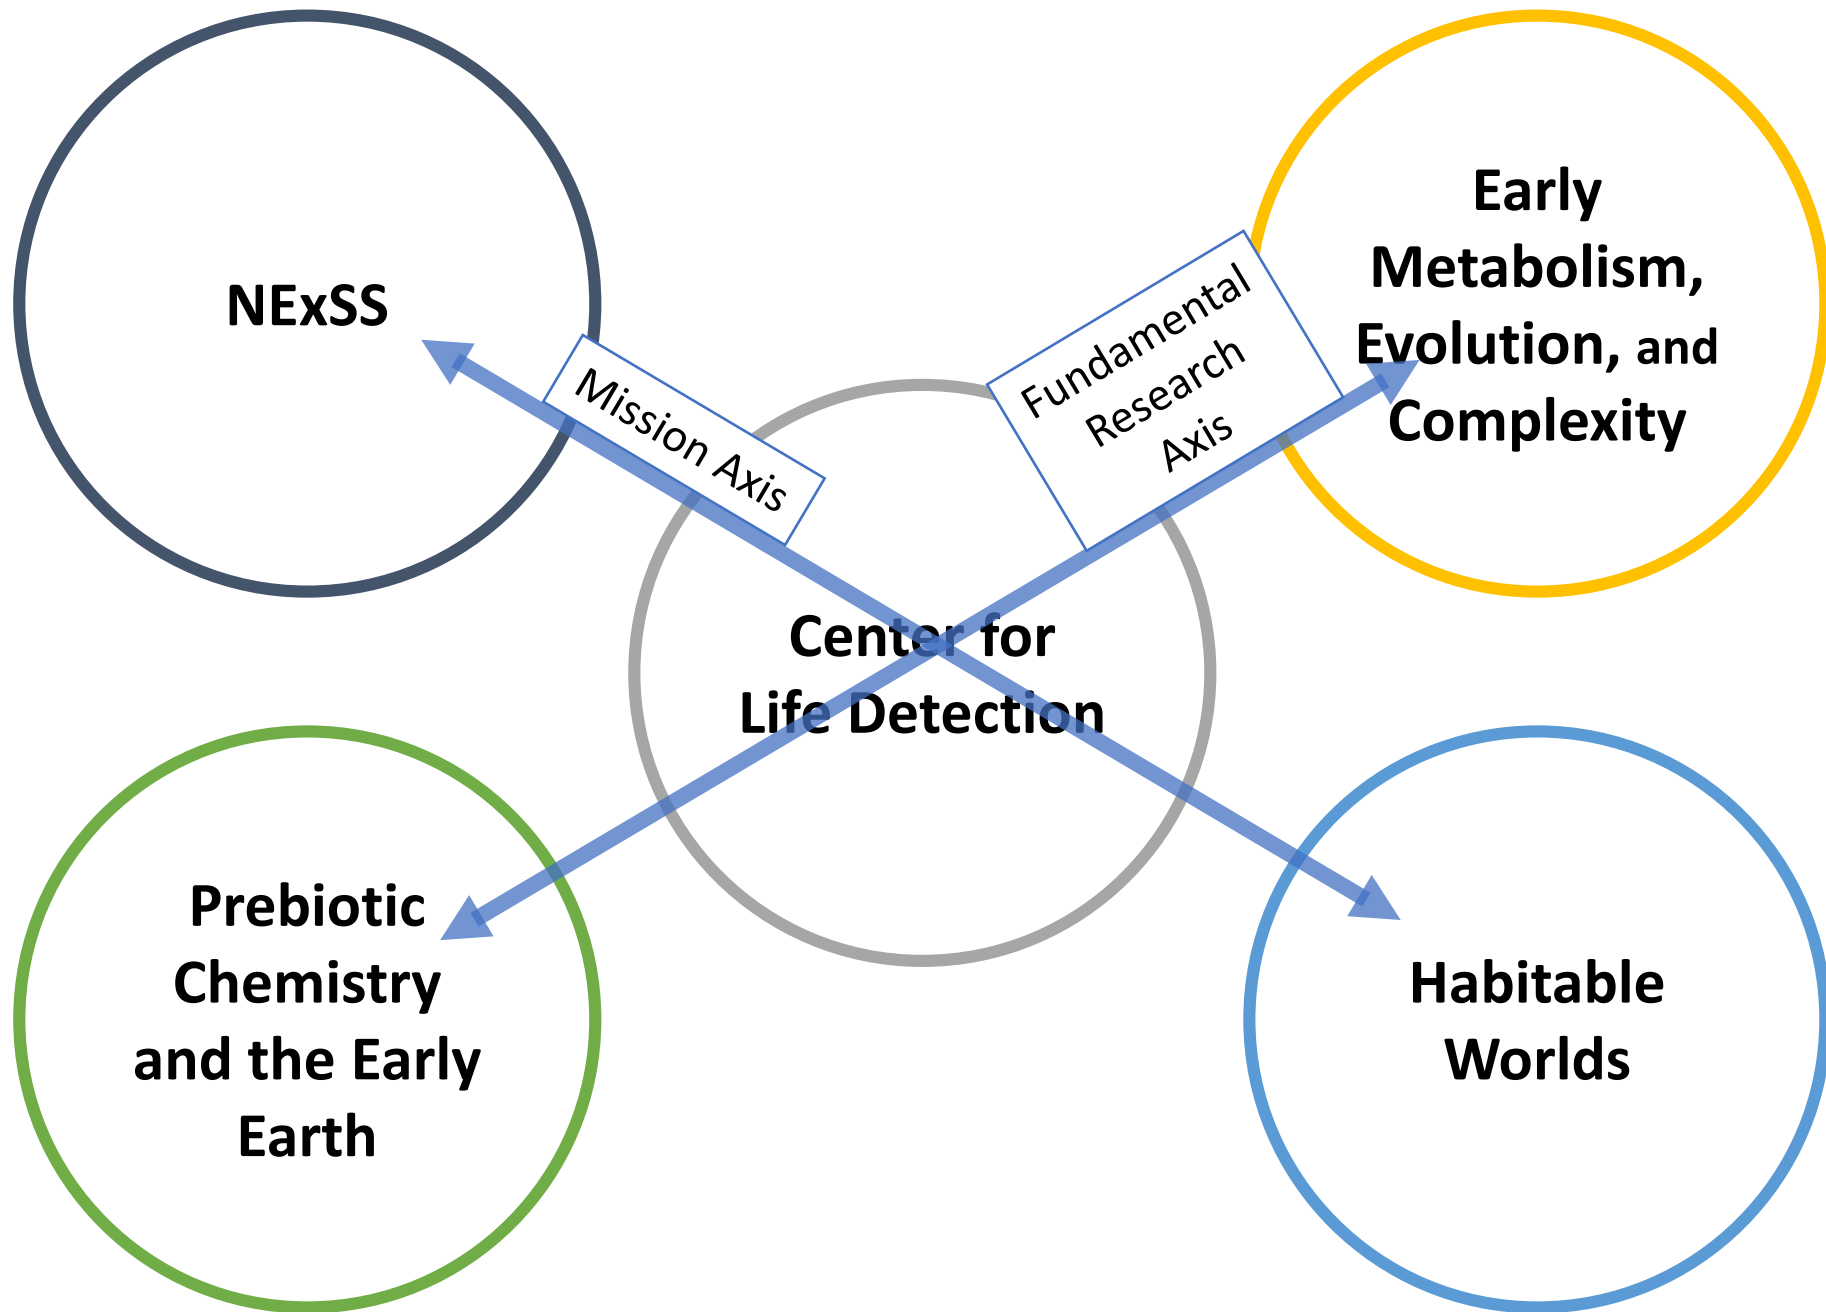 NExSS
Mission Axis
Fundamental
Research
Axis
Early
Metabolism,
Evolution, and
Complexity
Center for
Life Detection
Prebiotic
Chemistry
and the Early
Earth
Habitable
Worlds